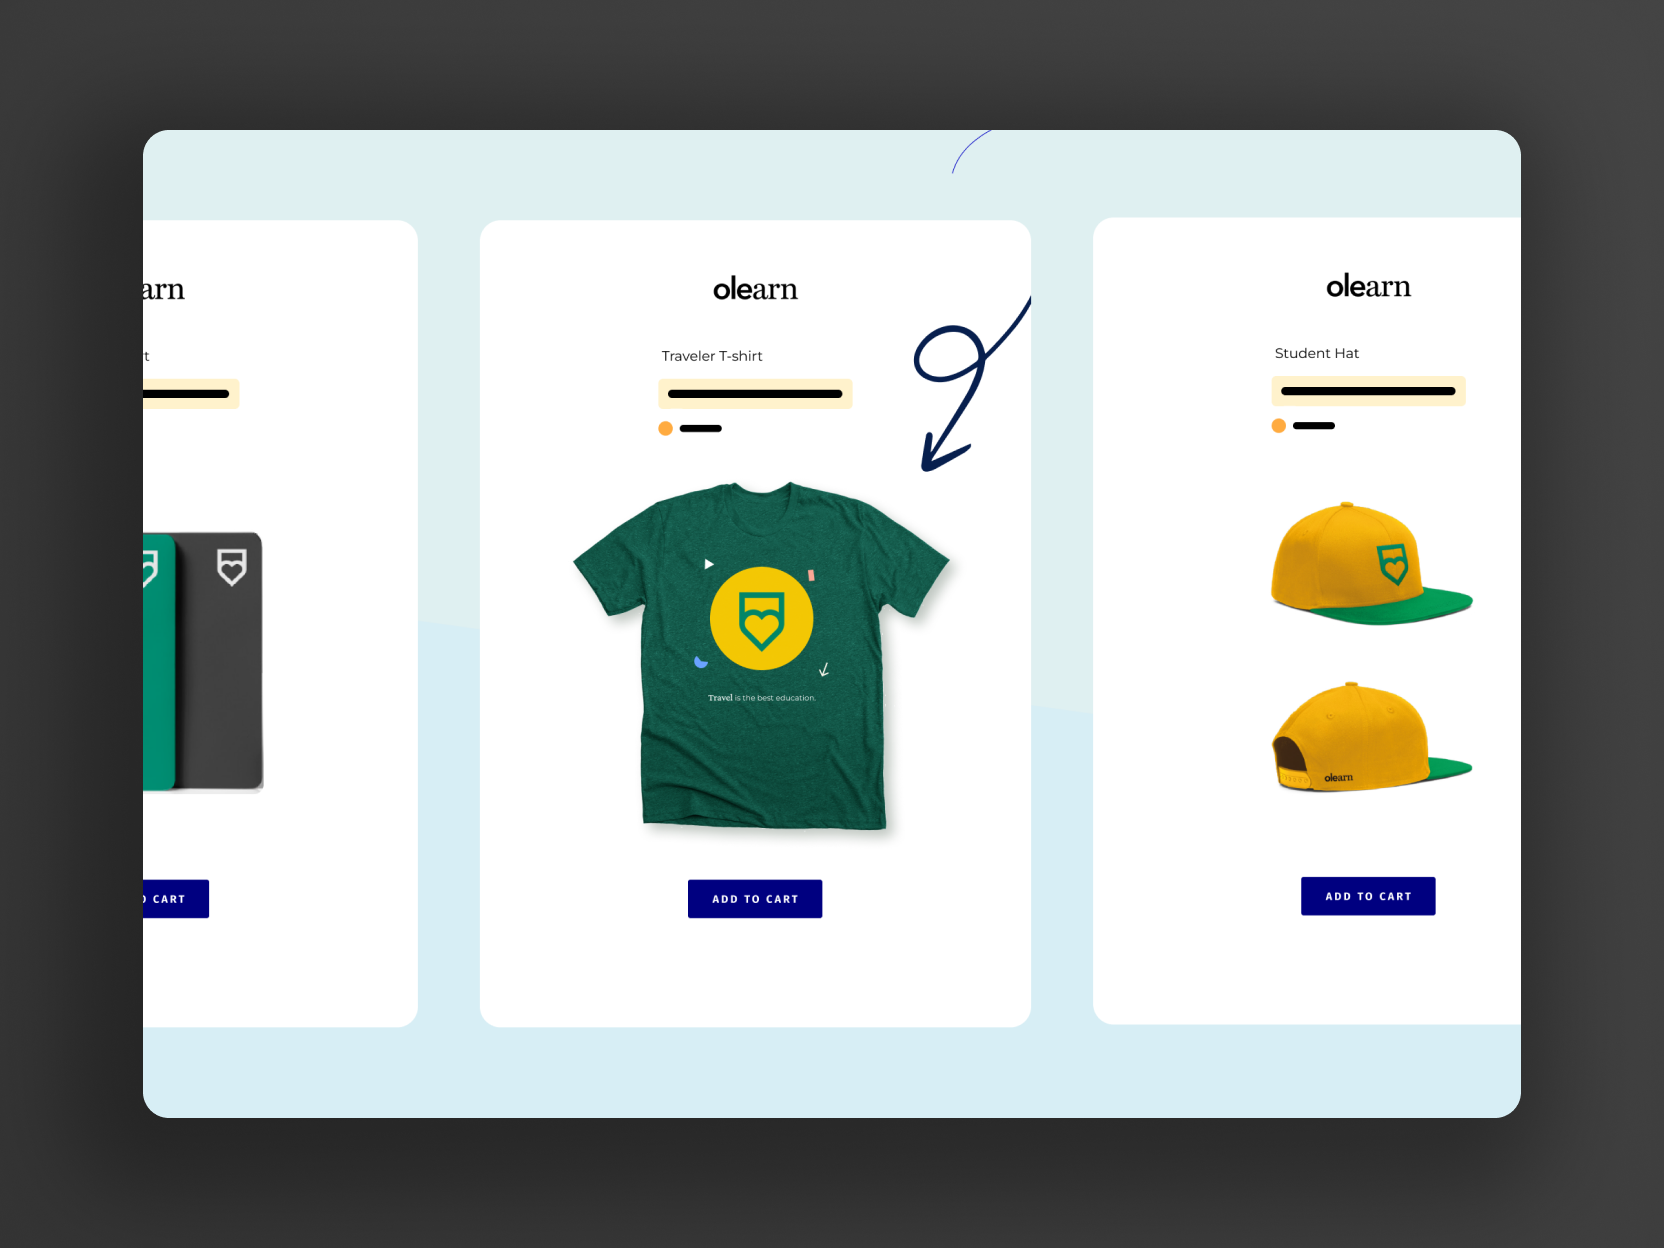 arn
rt
O CART
olearn
Traveler T-shirt
Travel is the best education.
ADD TO CART
olearn
Student Hat
olearn
ADD TO CART